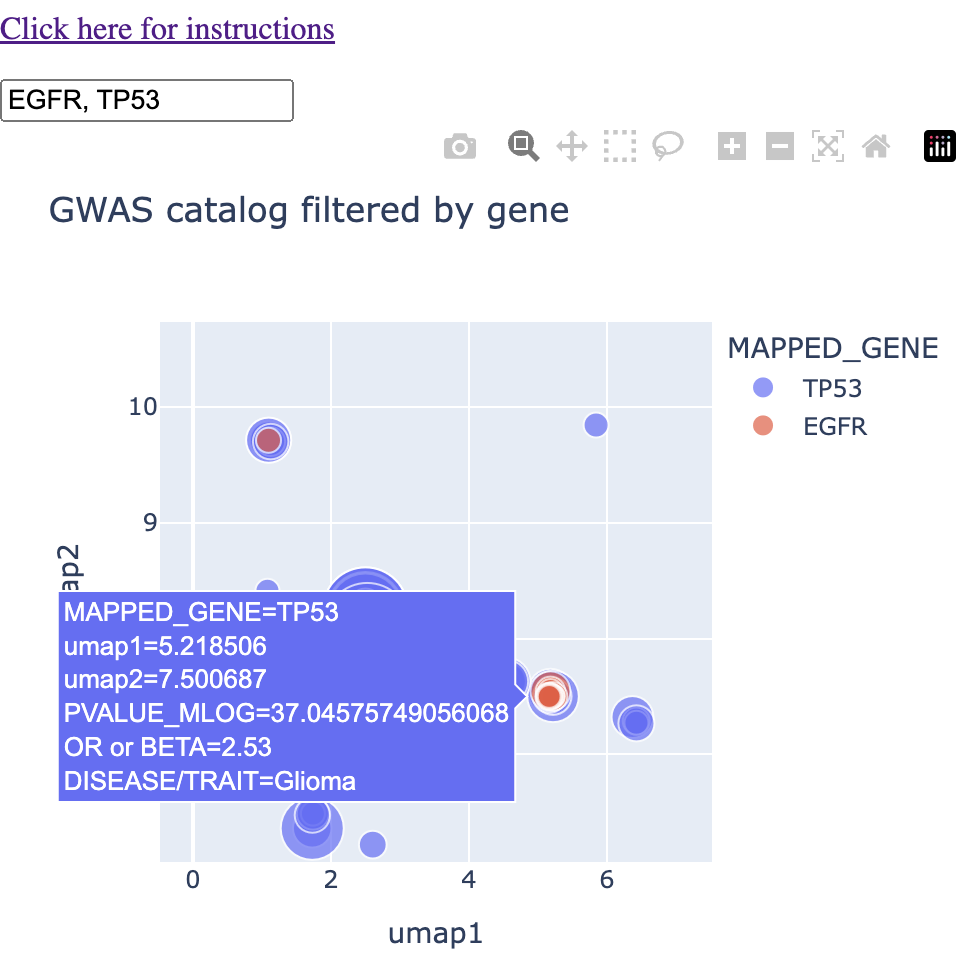 Click here for instructions
EGFR, TP53
GWAS catalog filtered by gene
MAPPED_GENE
TP53
EGFR
10
9
MAPPED_GENE=TP53
umap1=5.218506
umap2=7.500687
PVALUE_MLOG=37.04575749056068
OR or BETA=2.53
DISEASE/TRAIT=Glioma
0 2 4 6
umap1